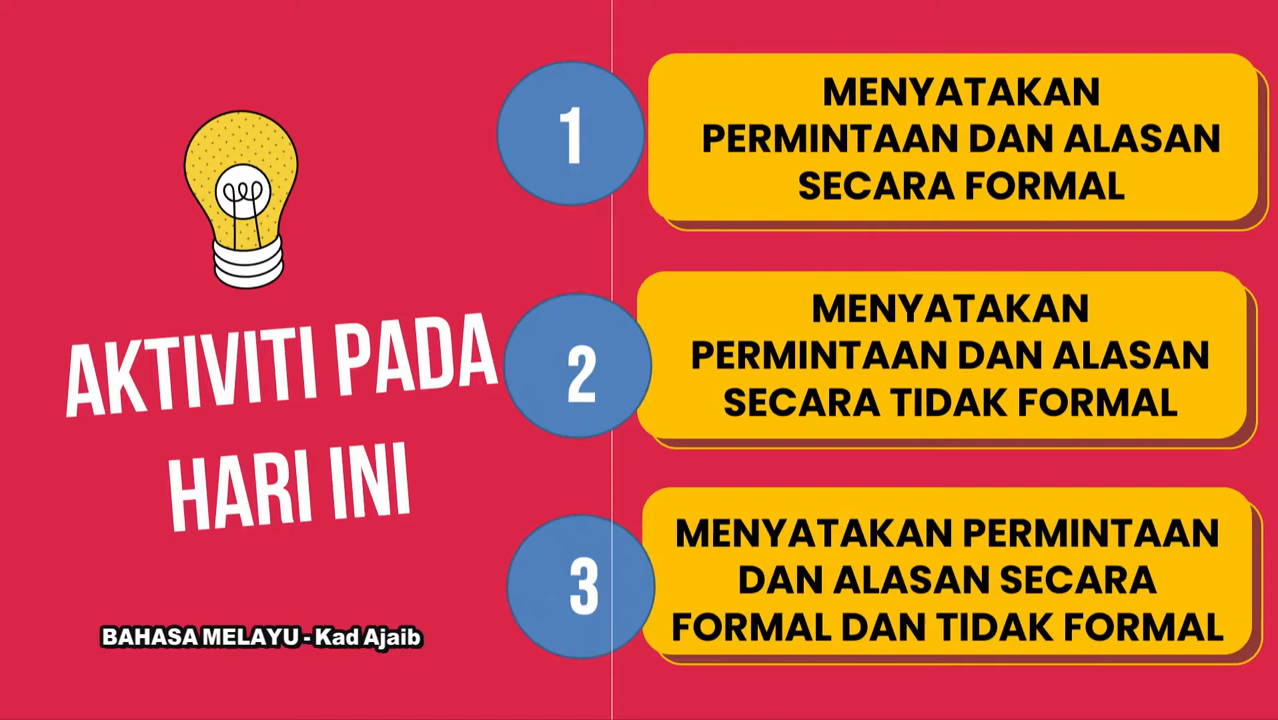 AKTIVITI PADA
HARI INI
BAHASA MELAYU - Kad Ajaib
1
MENYATAKAN
PERMINTAAN DAN ALASAN
SECARA FORMAL
2
MENYATAKAN
PERMINTAAN DAN ALASAN
SECARA TIDAK FORMAL
3
MENYATAKAN PERMINTAAN
DAN ALASAN SECARA
FORMAL DAN TIDAK FORMAL